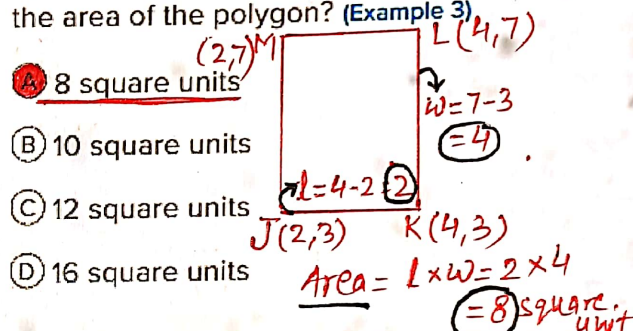 the area of the polygon? (Example 3)
(2,7) M
L (4,7)
A 8 square units
w=7-3
=4
B 10 square units
l=4-2=2
C 12 square units
J(2,3)
K(4,3)
D 16 square units
Area = l×w=2×4
=8 square unit